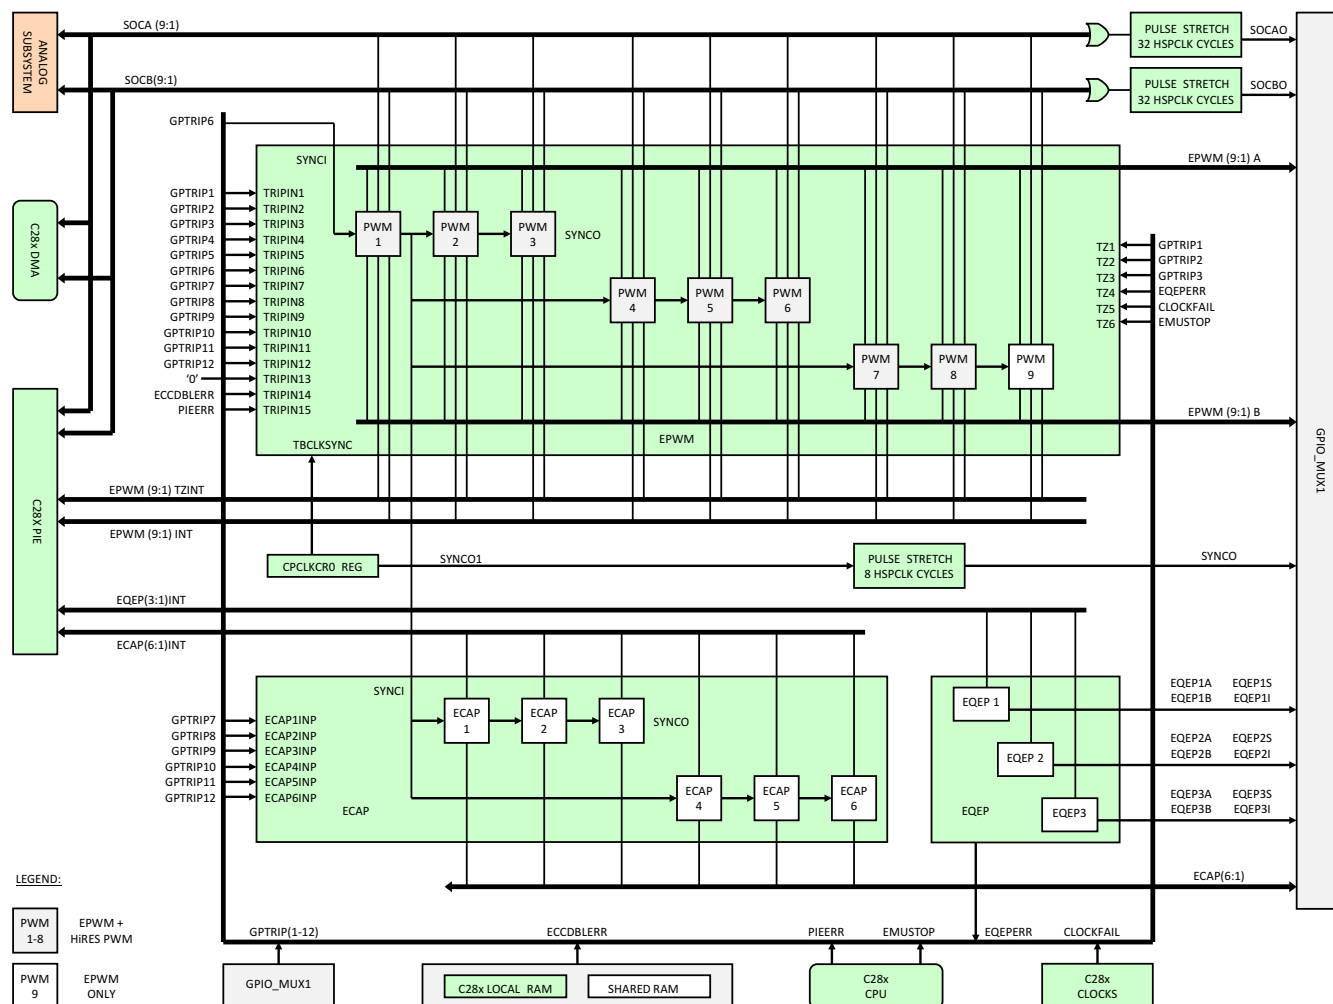 SOCA (9:1)
ANALOG
SUBSYSTEM
PULSE STRETCH
32 HSPCLK CYCLES
SOCAO
SOCB(9:1)
PULSE STRETCH
32 HSPCLK CYCLES
SOCBO
GPTRIP6
SYNCI
EPWM (9:1) A
GPTRIP1
GPTRIP2
GPTRIP3
GPTRIP4
GPTRIP5
GPTRIP6
GPTRIP7
GPTRIP8
GPTRIP9
GPTRIP10
GPTRIP11
GPTRIP12
‘0’
ECCDBLERR
PIEERR
TRIPIN1
TRIPIN2
TRIPIN3
TRIPIN4
TRIPIN5
TRIPIN6
TRIPIN7
TRIPIN8
TRIPIN9
TRIPIN10
TRIPIN11
TRIPIN12
TRIPIN13
TRIPIN14
TRIPIN15
C28x DMA
PWM
1
PWM
2
PWM
3
SYNCO
PWM
4
PWM
5
PWM
6
PWM
7
PWM
8
PWM
9
TZ1
TZ2
TZ3
TZ4
TZ5
TZ6
GPTRIP1
GPTRIP2
GPTRIP3
EQEPERR
CLOCKFAIL
EMUSTOP
EPWM (9:1) B
EPWM
TBCLKSYNC
GPIO_MUX1
C28X PIE
EPWM (9:1) TZINT
EPWM (9:1) INT
CPCLKCR0 REG
SYNCO1
PULSE STRETCH
8 HSPCLK CYCLES
SYNCO
EQEP(3:1)INT
ECAP(6:1)INT
SYNCI
GPTRIP7
GPTRIP8
GPTRIP9
GPTRIP10
GPTRIP11
GPTRIP12
ECAP1INP
ECAP2INP
ECAP3INP
ECAP4INP
ECAP5INP
ECAP6INP
ECAP
ECAP
1
ECAP
2
ECAP
3
SYNCO
ECAP
4
ECAP
5
ECAP
6
EQEP 1
EQEP 2
EQEP3
EQEP
EQEP1A EQEP1S
EQEP1B EQEP1I
EQEP2A EQEP2S
EQEP2B EQEP2I
EQEP3A EQEP3S
EQEP3B EQEP3I
ECAP(6:1)
LEGEND:
PWM
1-8
EPWM +
HiRES PWM
PWM
9
EPWM
ONLY
GPTRIP(1-12)
ECCDBLERR
PIEERR
EMUSTOP
EQEPERR
CLOCKFAIL
GPIO_MUX1
C28x LOCAL RAM
SHARED RAM
C28x
CPU
C28x
CLOCKS